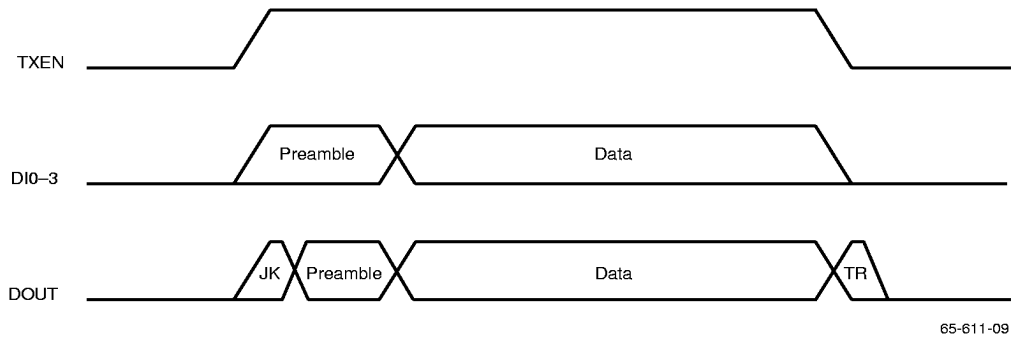 TXEN
DI0–3
Preamble
Data
DOUT
JK
Preamble
Data
TR
65-611-09